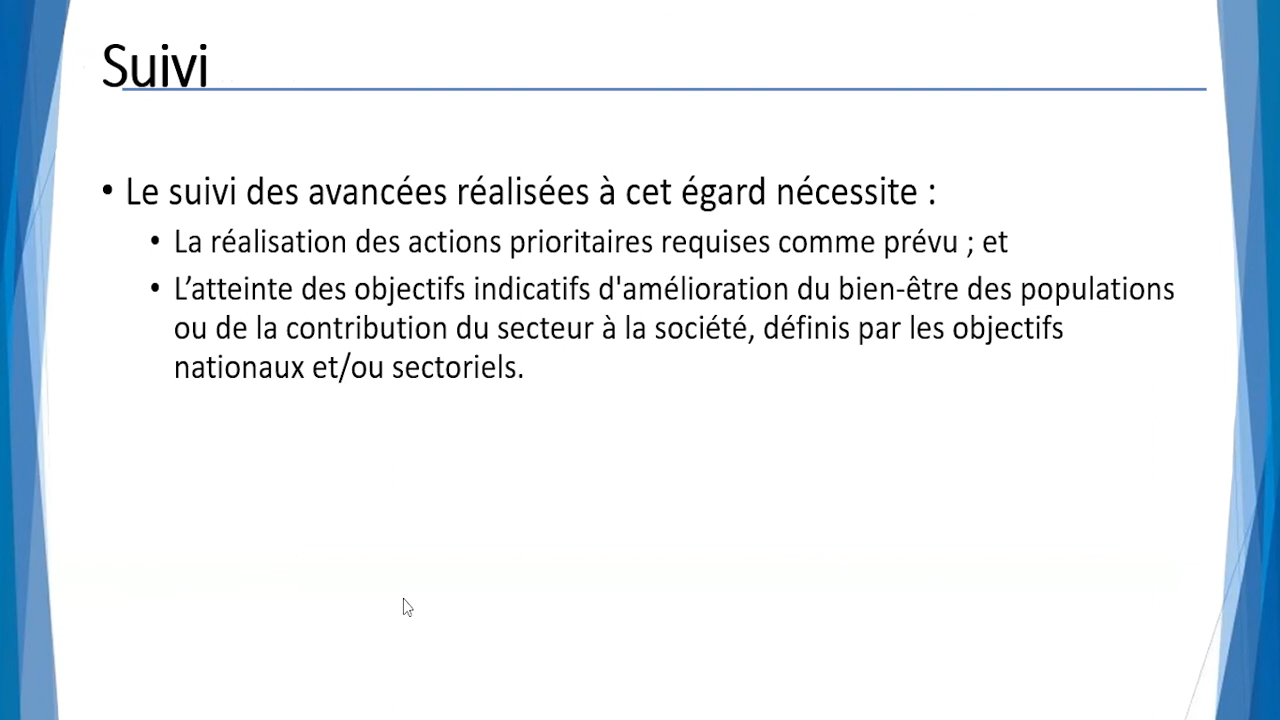 Suivi
• Le suivi des avancées réalisées à cet égard nécessite :
• La réalisation des actions prioritaires requises comme prévu ; et
• L’atteinte des objectifs indicatifs d'amélioration du bien-être des populations
ou de la contribution du secteur à la société, définis par les objectifs
nationaux et/ou sectoriels.